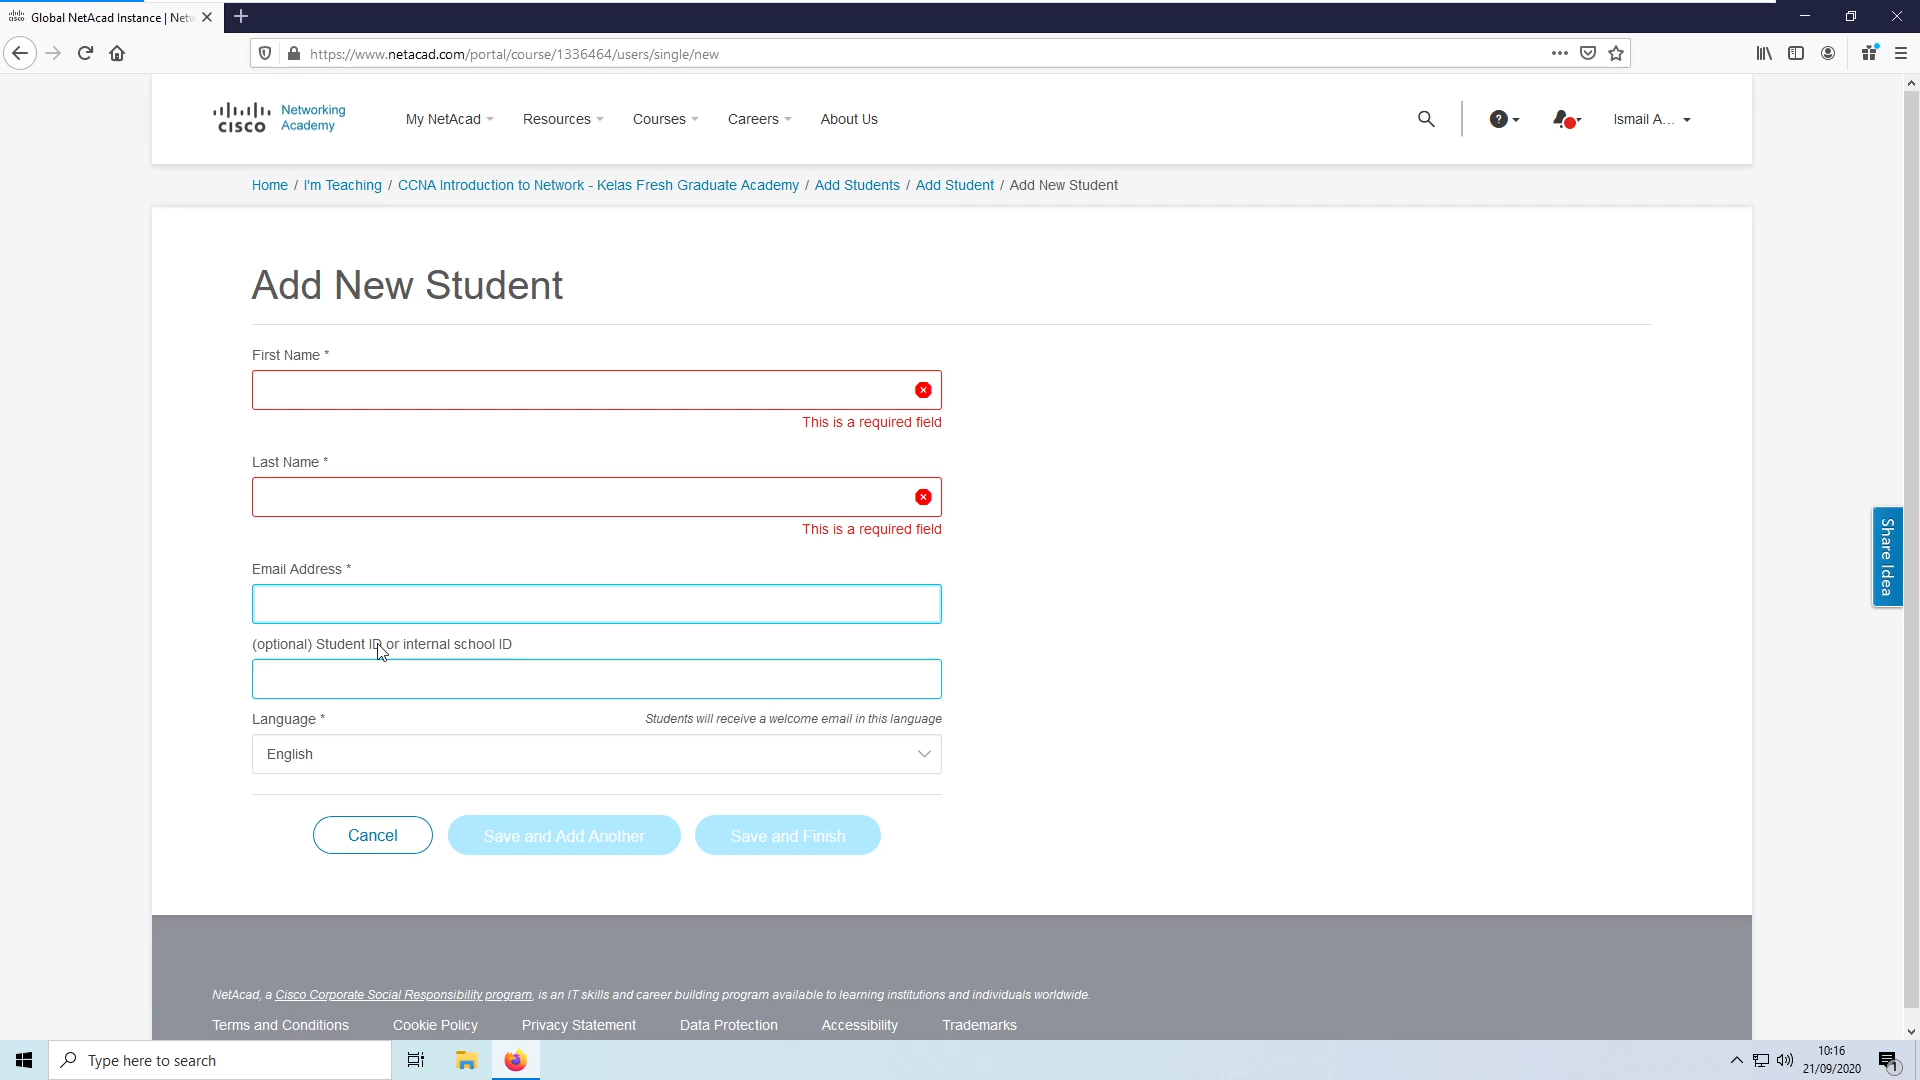 Global NetAcad Instance | Netw
https://www.netacad.com/portal/course/1336464/users/single/new
CISCO Networking Academy
My NetAcad
Resources
Courses
Careers
About Us
?
Ismail A...
Home / I'm Teaching / CCNA Introduction to Network - Kelas Fresh Graduate Academy / Add Students / Add Student / Add New Student
Add New Student
First Name *
This is a required field
Last Name *
This is a required field
Email Address *
(optional) Student ID or internal school ID
Language *
Students will receive a welcome email in this language
English
Cancel
Save and Add Another
Save and Finish
Share Idea
NetAcad, a Cisco Corporate Social Responsibility program, is an IT skills and career building program available to learning institutions and individuals worldwide.
Terms and Conditions
Cookie Policy
Privacy Statement
Data Protection
Accessibility
Trademarks
Type here to search
10:16
21/09/2020
1